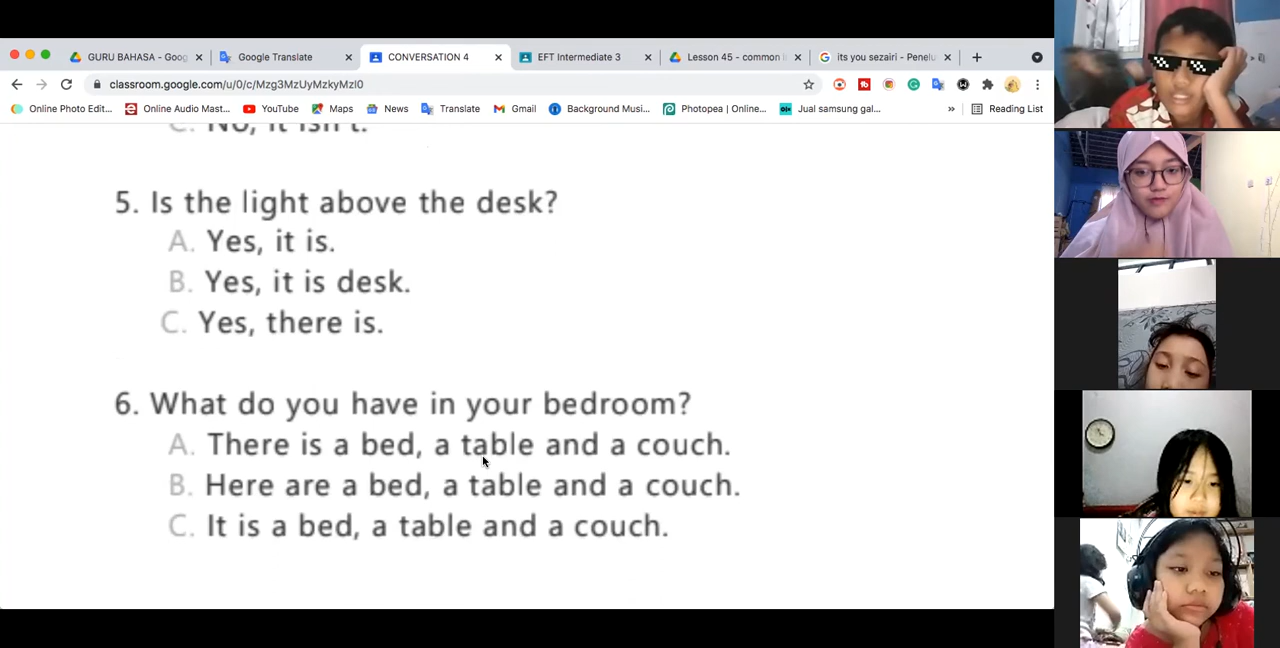 GURU BAHASA - Goog
Google Translate
CONVERSATION 4
EFT Intermediate 3
Lesson 45 - common i
its you sezairi - Penelu
classroom.google.com/u/0/c/Mzg3MzUyMzkyMzl0
Online Photo Edit...
Online Audio Mast...
YouTube
Maps
News
Translate
Gmail
Background Musi...
Photopea | Online...
Jual samsung gal...
»
Reading List
C. No, it isn't.
5. Is the light above the desk?
A. Yes, it is.
B. Yes, it is desk.
C. Yes, there is.
6. What do you have in your bedroom?
A. There is a bed, a table and a couch.
B. Here are a bed, a table and a couch.
C. It is a bed, a table and a couch.